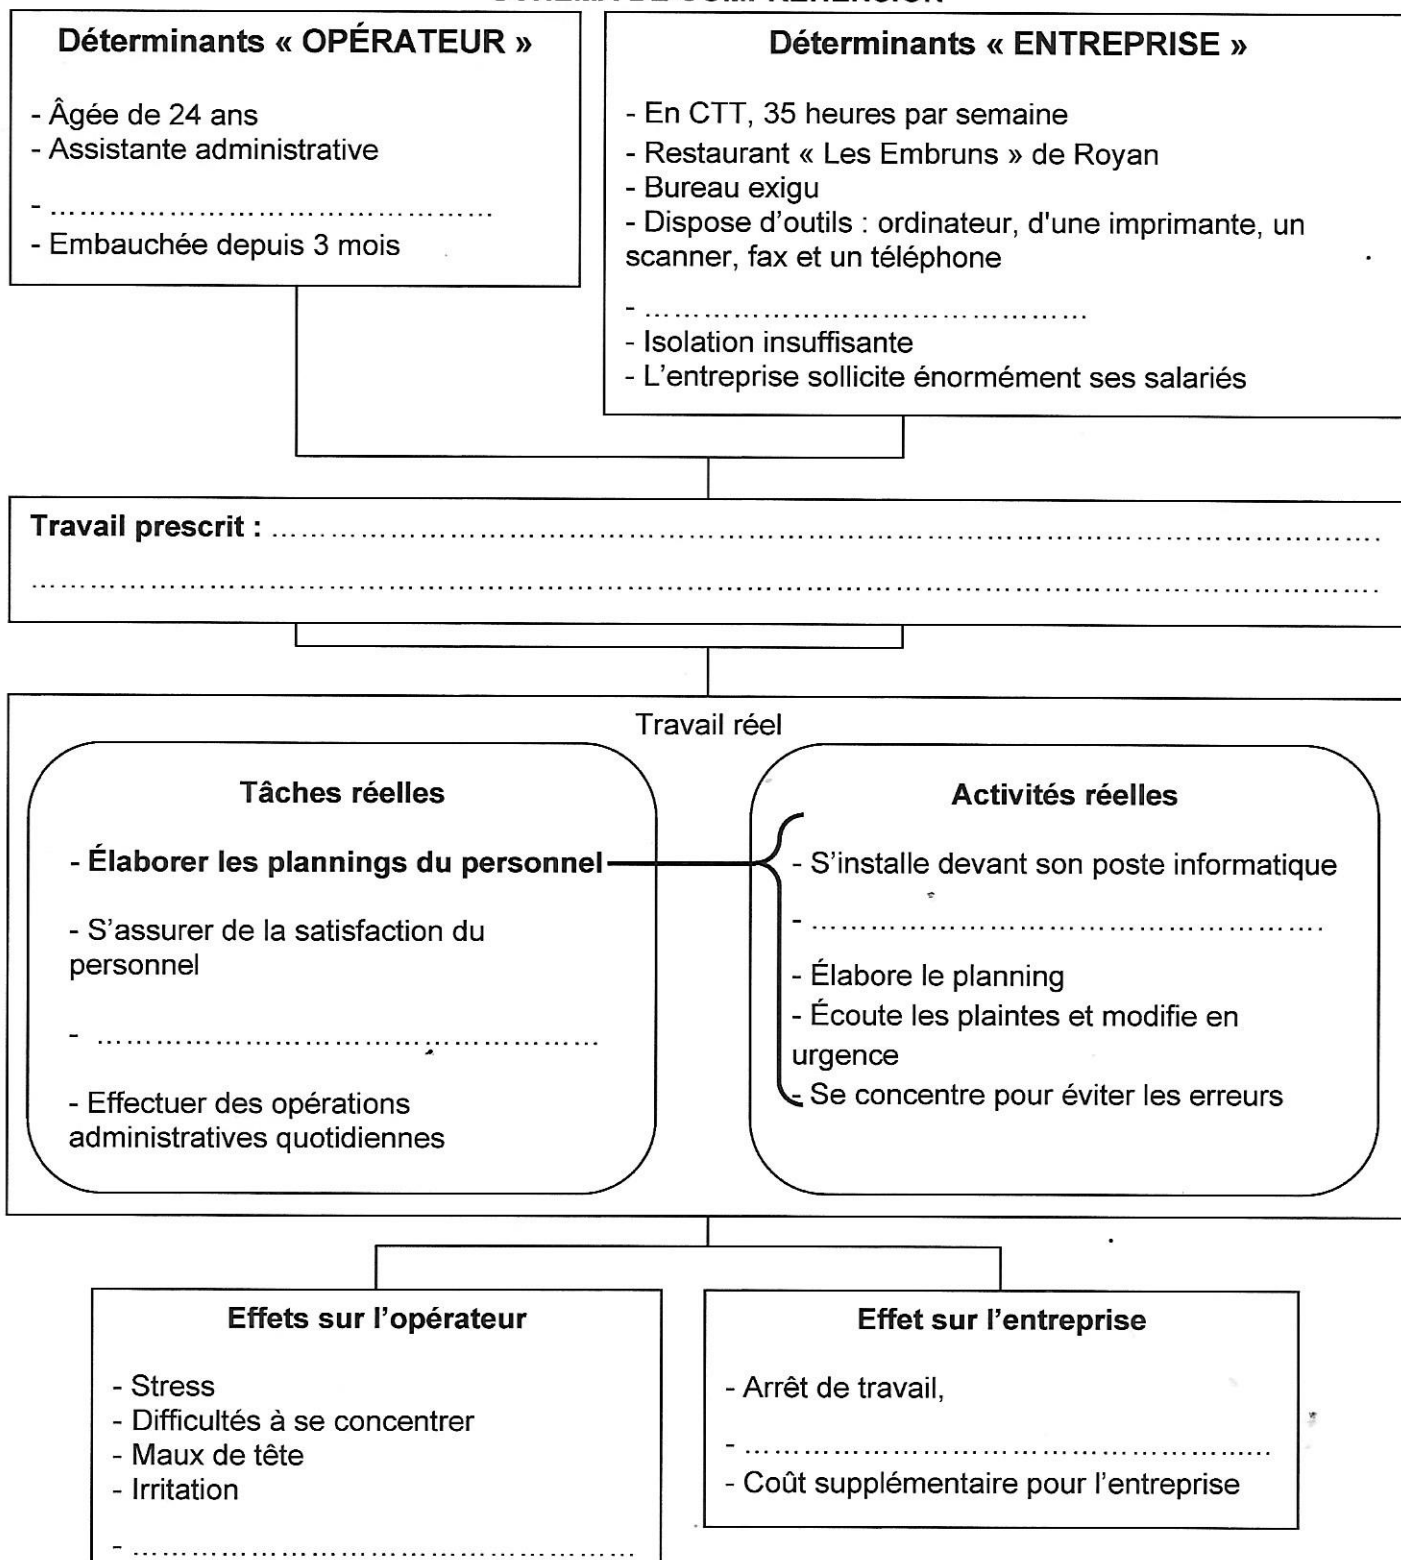 Déterminants « OPÉRATEUR »
- Âgée de 24 ans
- Assistante administrative
- ……………………………………………
- Embauchée depuis 3 mois
Déterminants « ENTREPRISE »
- En CTT, 35 heures par semaine
- Restaurant « Les Embruns » de Royan
- Bureau exigu
- Dispose d'outils : ordinateur, d'une imprimante, un
scanner, fax et un téléphone
- ……………………………………………
- Isolation insuffisante
- L'entreprise sollicite énormément ses salariés
Travail prescrit : ……………………………………………………………………………………………………
……………………………………………………………………………………………………………………………
Travail réel
Tâches réelles
- Élaborer les plannings du personnel
- S'assurer de la satisfaction du
personnel
- ……………………………………………
- Effectuer des opérations
administratives quotidiennes
Activités réelles
- S'installe devant son poste informatique
- ……………………………………………
- Élabore le planning
- Écoute les plaintes et modifie en
urgence
- Se concentre pour éviter les erreurs
Effets sur l'opérateur
- Stress
- Difficultés à se concentrer
- Maux de tête
- Irritation
- ……………………………………………
Effet sur l'entreprise
- Arrêt de travail,
- ……………………………………………
- Coût supplémentaire pour l'entreprise